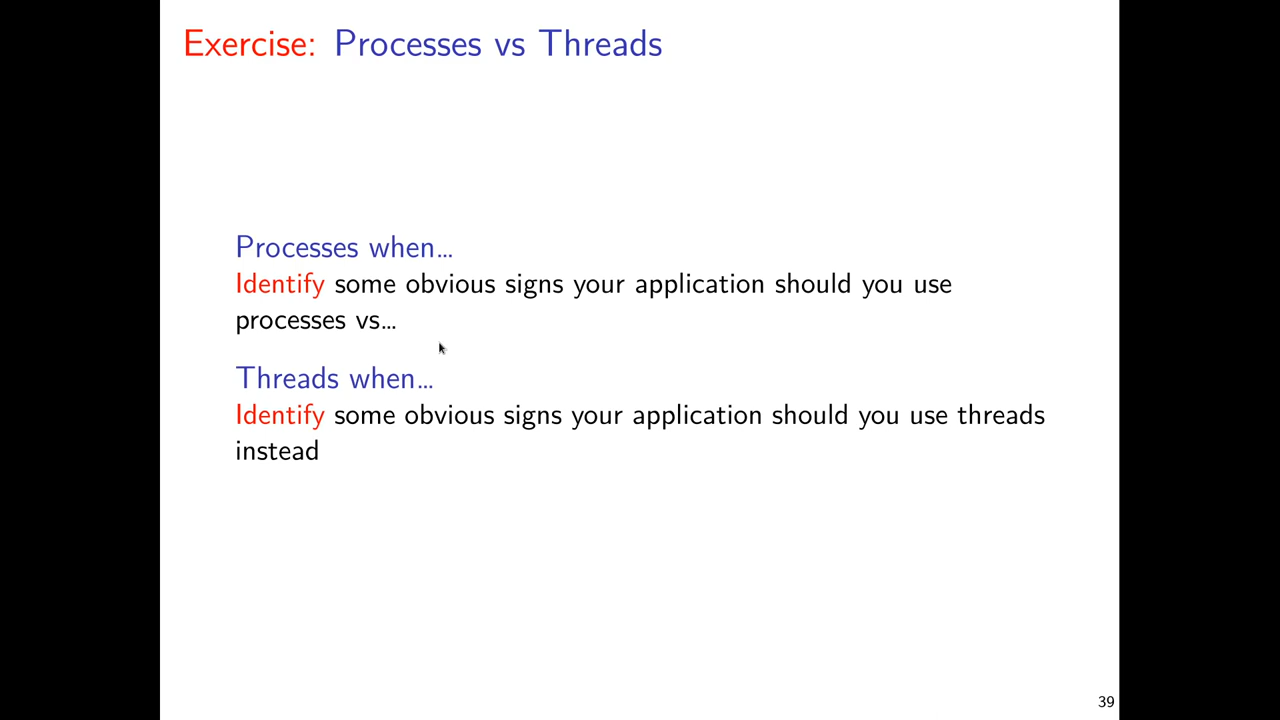 Exercise: Processes vs Threads
Processes when…
Identify some obvious signs your application should you use
processes vs…
Threads when…
Identify some obvious signs your application should you use threads
instead
39